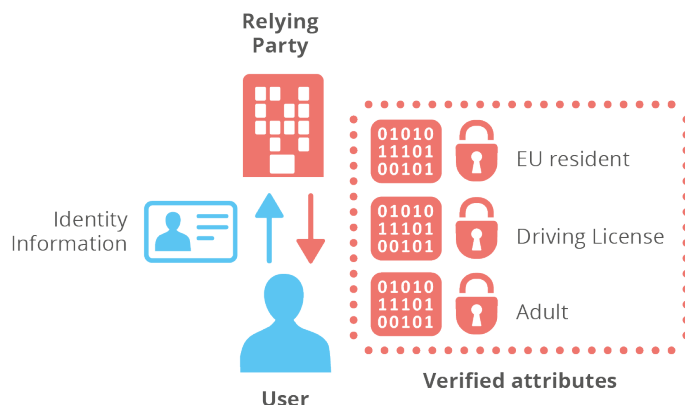 Relying
Party
01010
11101
00101
EU resident
Identity
Information
01010
11101
00101
Driving License
01010
11101
00101
Adult
User
Verified attributes